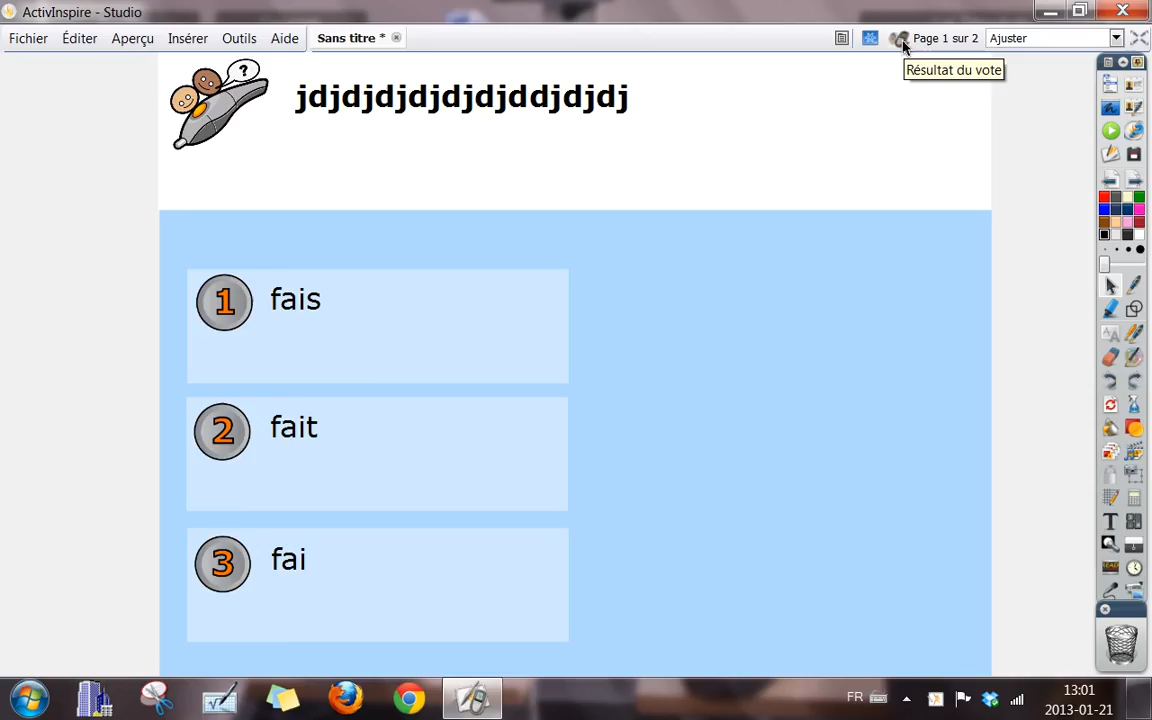 ActivInspire - Studio
Fichier Éditer Aperçu Insérer Outils Aide Sans titre * Page 1 sur 2 Ajuster
Résultat du vote
?
jdjdjdjdjdjdjdjddjdjdj
1 fais
2 fait
3 fai
FR 13:01
2013-01-21